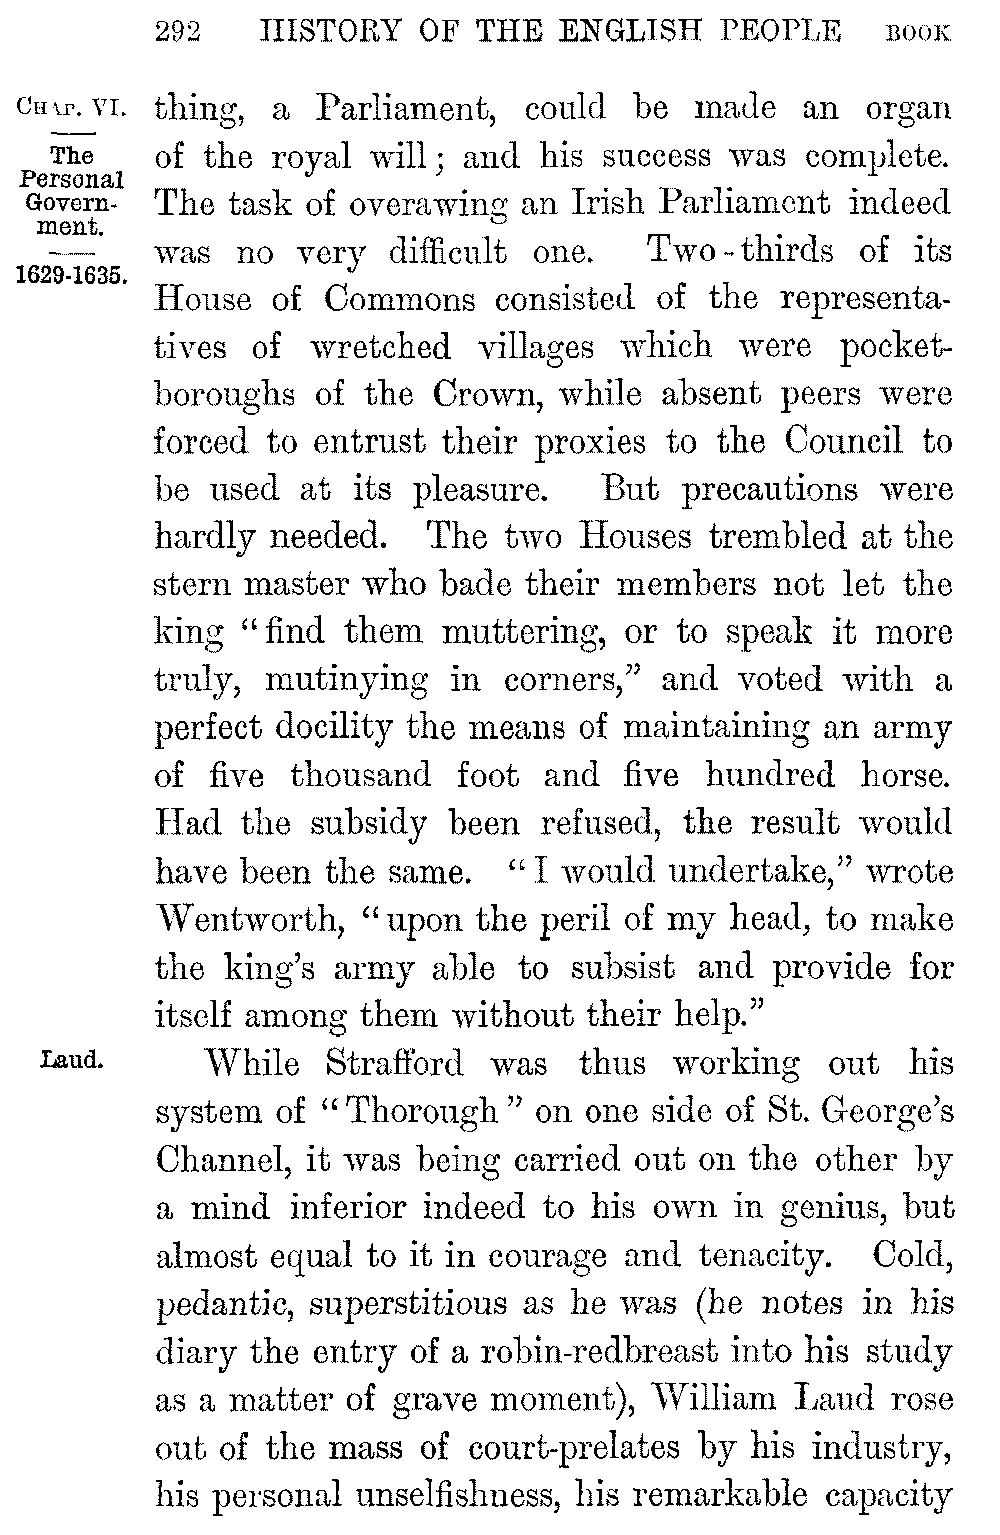 292 HISTORY OF THE ENGLISH PEOPLE BOOK
CHAP. VI.
The
Personal
Govern-
ment.
1629-1635.
thing, a Parliament, could be made an organ
of the royal will; and his success was complete.
The task of overawing an Irish Parliament indeed
was no very difficult one. Two-thirds of its
House of Commons consisted of the representa-
tives of wretched villages which were pocket-
boroughs of the Crown, while absent peers were
forced to entrust their proxies to the Council to
be used at its pleasure. But precautions were
hardly needed. The two Houses trembled at the
stern master who bade their members not let the
king “find them muttering, or to speak it more
truly, mutinying in corners,” and voted with a
perfect docility the means of maintaining an army
of five thousand foot and five hundred horse.
Had the subsidy been refused, the result would
have been the same. “I would undertake,” wrote
Wentworth, “upon the peril of my head, to make
the king’s army able to subsist and provide for
itself among them without their help.”
Laud.
While Strafford was thus working out his
system of “Thorough” on one side of St. George’s
Channel, it was being carried out on the other by
a mind inferior indeed to his own in genius, but
almost equal to it in courage and tenacity. Cold,
pedantic, superstitious as he was (he notes in his
diary the entry of a robin-redbreast into his study
as a matter of grave moment), William Laud rose
out of the mass of court-prelates by his industry,
his personal unselfishness, his remarkable capacity